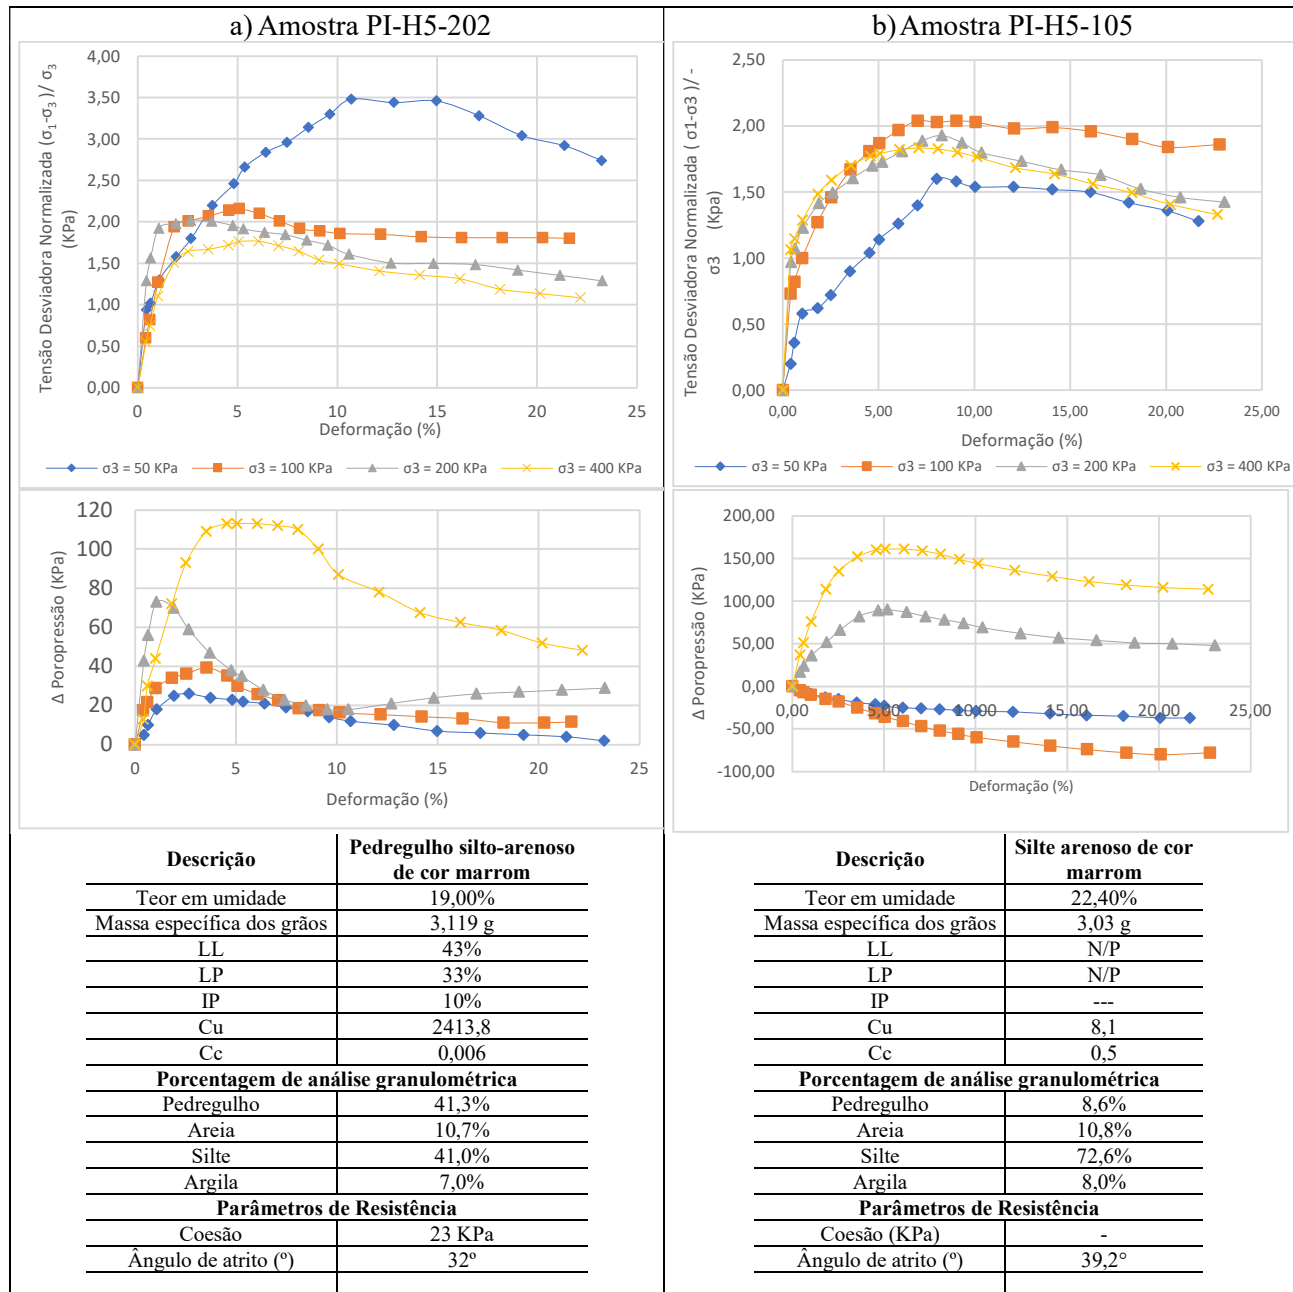 a) Amostra PI-H5-202
Tensão Desviadora Normalizada (σ1-σ3)/ σ3
(KPa)
4,00
3,50
3,00
2,50
2,00
1,50
1,00
0,50
0,00
0 5 10 15 20 25
Deformação (%)
σ3 = 50 KPa σ3 = 100 KPa σ3 = 200 KPa σ3 = 400 KPa
Δ Poropressão (KPa)
120
100
80
60
40
20
0
0 5 10 15 20 25
Deformação (%)
Descrição Pedregulho silto-arenoso
de cor marrom
Teor em umidade 19,00%
Massa específica dos grãos 3,119 g
LL 43%
LP 33%
IP 10%
Cu 2413,8
Cc 0,006
Porcentagem de análise granulométrica
Pedregulho 41,3%
Areia 10,7%
Silte 41,0%
Argila 7,0%
Parâmetros de Resistência
Coesão 23 KPa
Ângulo de atrito (º) 32º
b) Amostra PI-H5-105
Tensão Desviadora Normalizada ( σ1-σ3 )/ -
σ3 (Kpa)
2,50
2,00
1,50
1,00
0,50
0,00
0,00 5,00 10,00 15,00 20,00 25,00
Deformação (%)
σ3 = 50 KPa σ3 = 100 KPa σ3 = 200 KPa σ3 = 400 KPa
Δ Poropressão (KPa)
200,00
150,00
100,00
50,00
0,00
-50,00
-100,00
0,00 5,00 10,00 15,00 20,00 25,00
Deformação (%)
Descrição Silte arenoso de cor
marrom
Teor em umidade 22,40%
Massa específica dos grãos 3,03 g
LL N/P
LP N/P
IP ---
Cu 8,1
Cc 0,5
Porcentagem de análise granulométrica
Pedregulho 8,6%
Areia 10,8%
Silte 72,6%
Argila 8,0%
Parâmetros de Resistência
Coesão (KPa) -
Ângulo de atrito (º) 39,2°